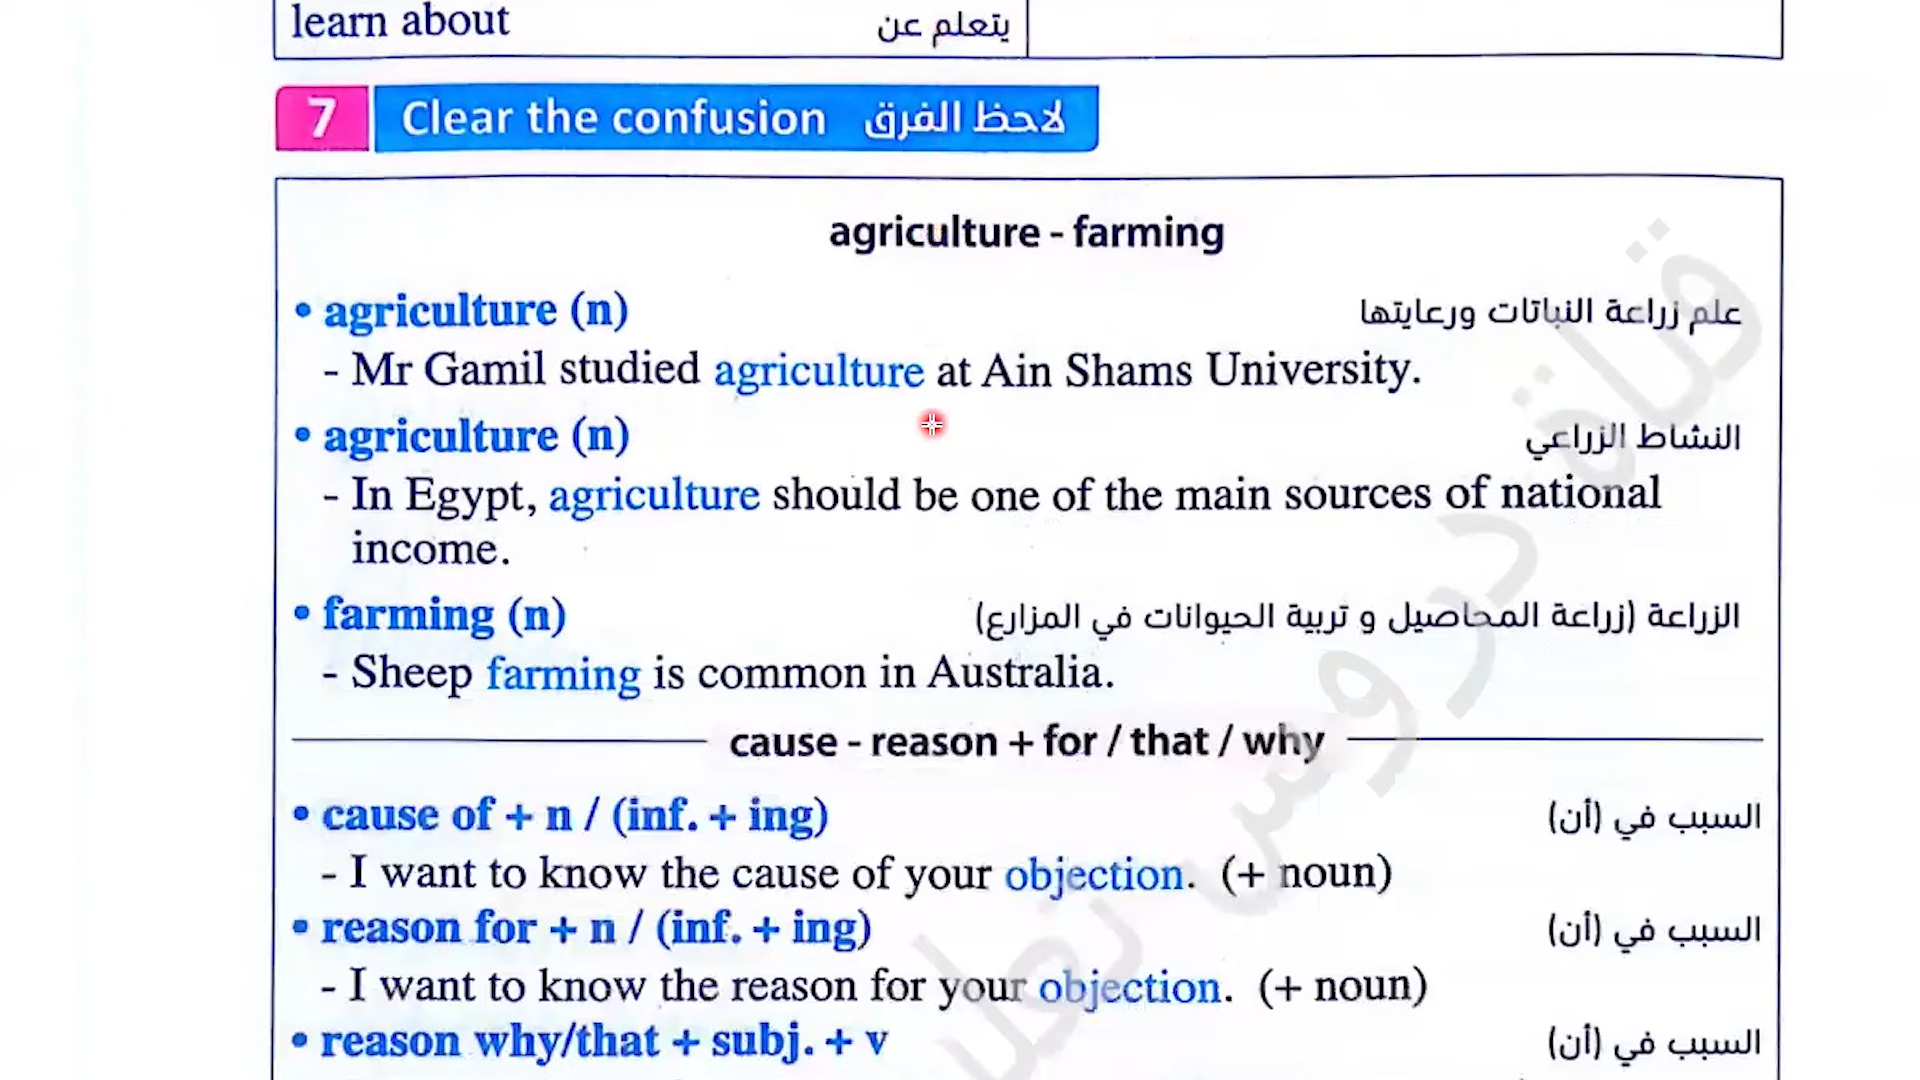 learn about يتعلم عن
7 Clear the confusion لاحظ الفرق
agriculture - farming
• agriculture (n) علم زراعة النباتات ورعايتها
- Mr Gamil studied agriculture at Ain Shams University.
• agriculture (n) النشاط الزراعي
- In Egypt, agriculture should be one of the main sources of national
income.
• farming (n) الزراعة (زراعة المحاصيل و تربية الحيوانات في المزارع)
- Sheep farming is common in Australia.
cause - reason + for / that / why
• cause of + n / (inf. + ing) السبب في (أن)
- I want to know the cause of your objection. (+ noun)
• reason for + n / (inf. + ing) السبب في (أن)
- I want to know the reason for your objection. (+ noun)
• reason why/that + subj. + v السبب في (أن)